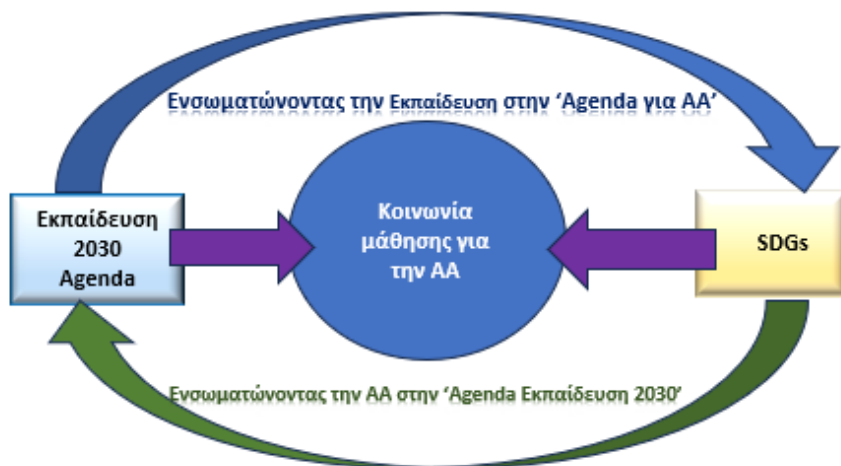 Ενσωματώνοντας την Εκπαίδευση στην ‘Agenda για ΑΑ’
Εκπαίδευση
2030
Agenda
Κοινωνία
μάθησης για
την ΑΑ
SDGs
Ενσωματώνοντας την ΑΑ στην ‘Agenda Εκπαίδευση 2030’